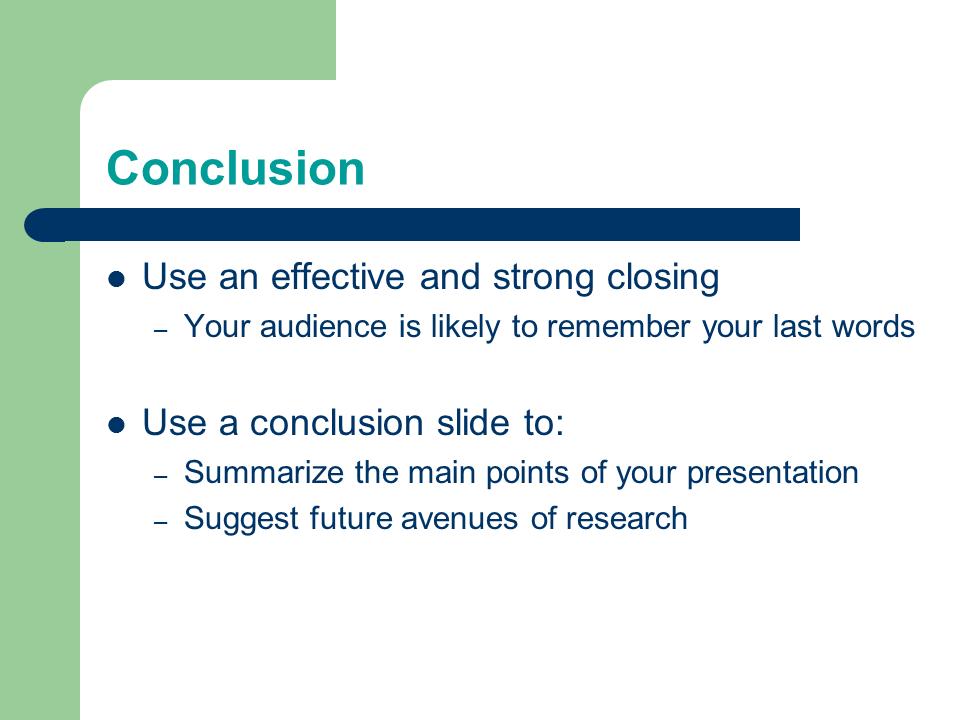 Conclusion
● Use an effective and strong closing
– Your audience is likely to remember your last words
● Use a conclusion slide to:
– Summarize the main points of your presentation
– Suggest future avenues of research